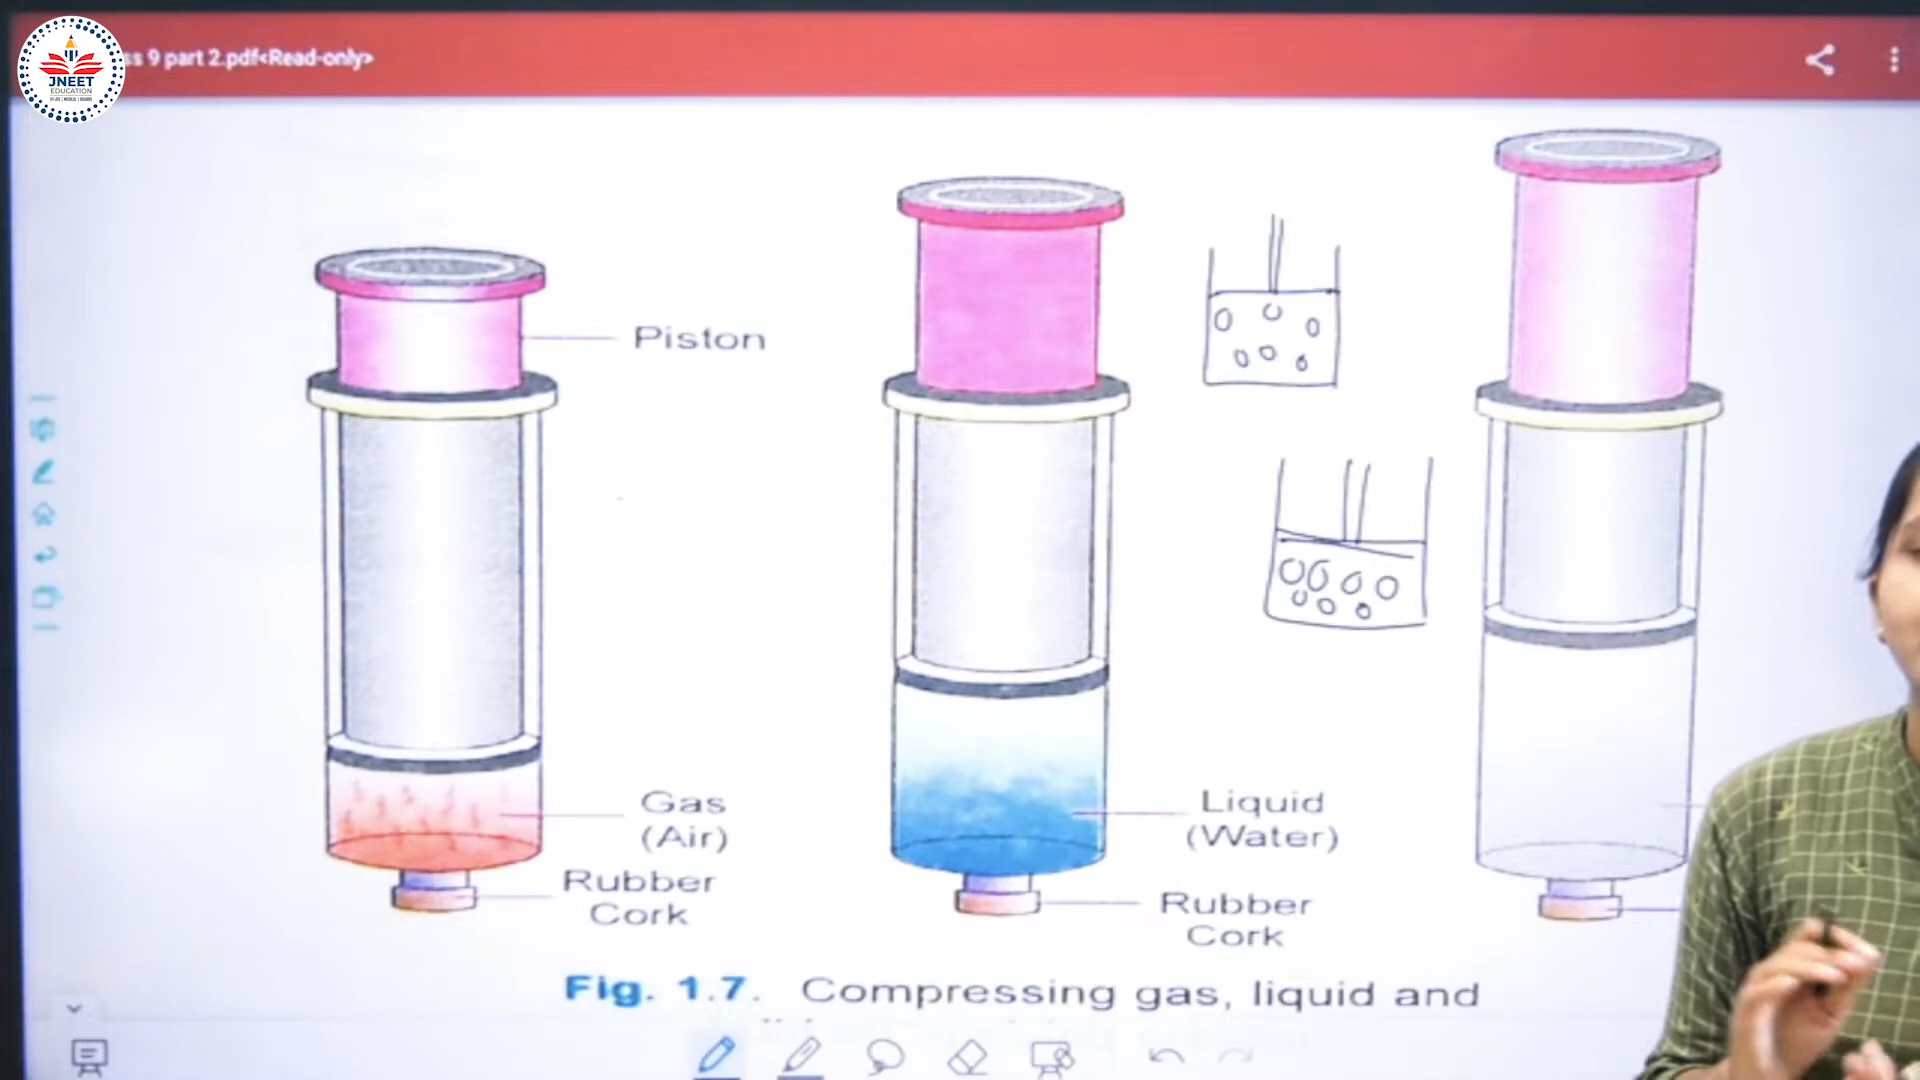 JNEET
EDUCATION
ss 9 part 2.pdf<Read-only>
Piston
Gas
(Air)
Rubber
Cork
Liquid
(Water)
Rubber
Cork
Fig. 1.7. Compressing gas, liquid and